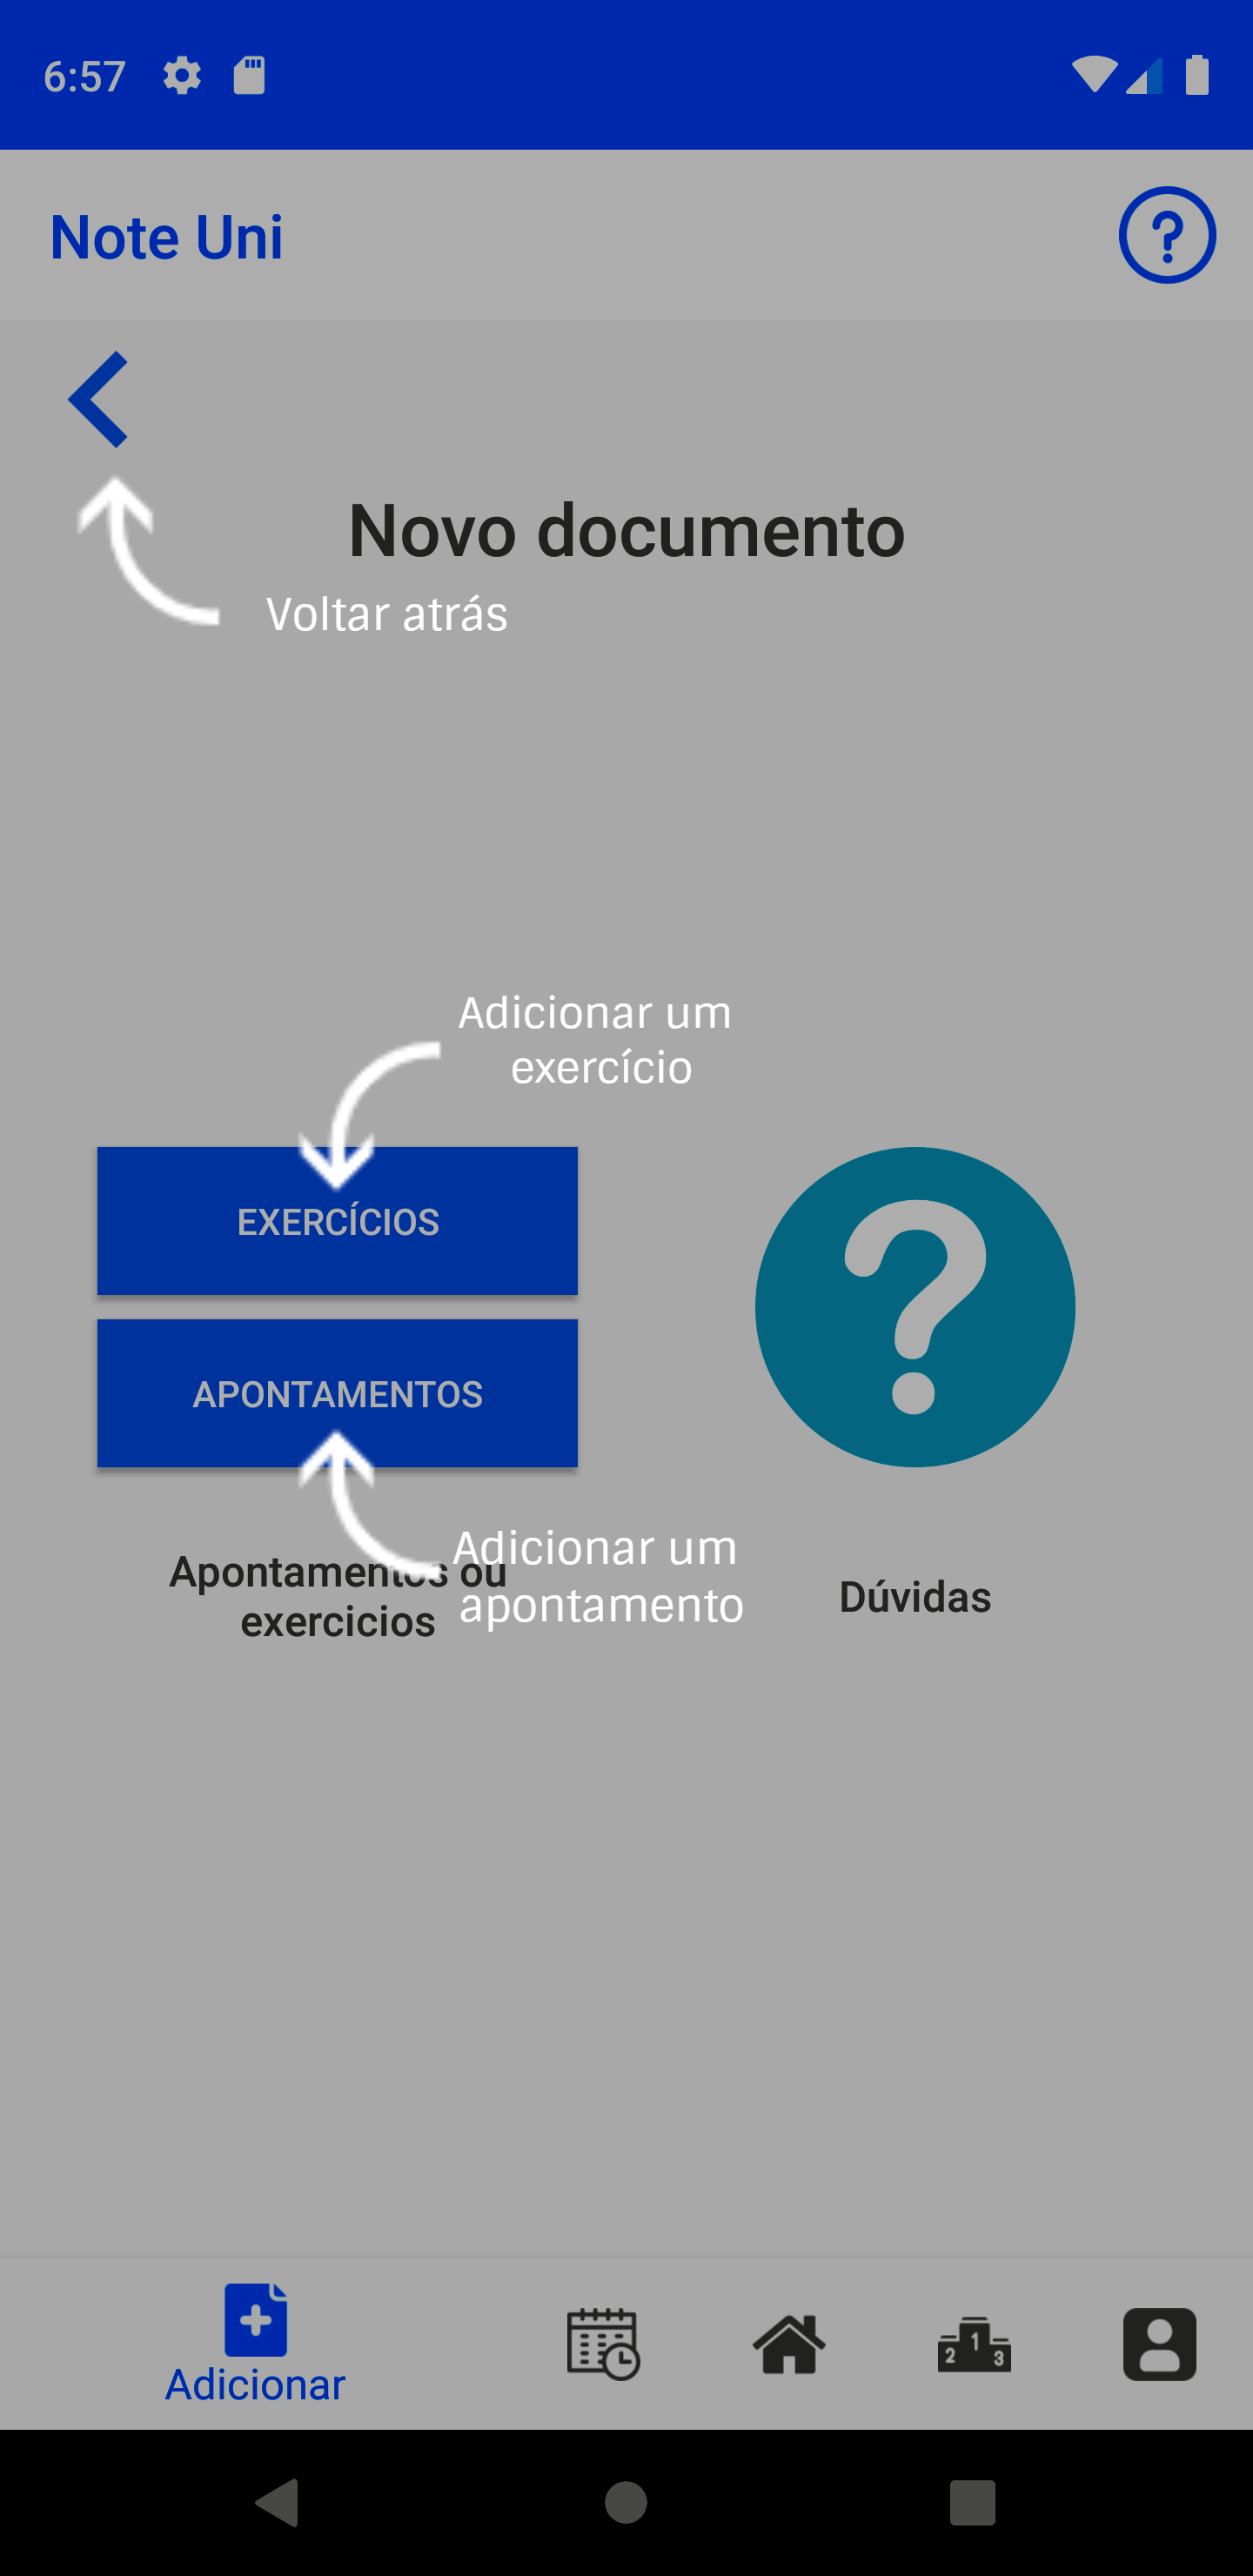 6:57
Note Uni
Novo documento
Voltar atrás
Adicionar um
exercício
EXERCÍCIOS
APONTAMENTOS
Adicionar um
apontamento
Apontamentos ou
exercicios
Dúvidas
2 1 3
Adicionar